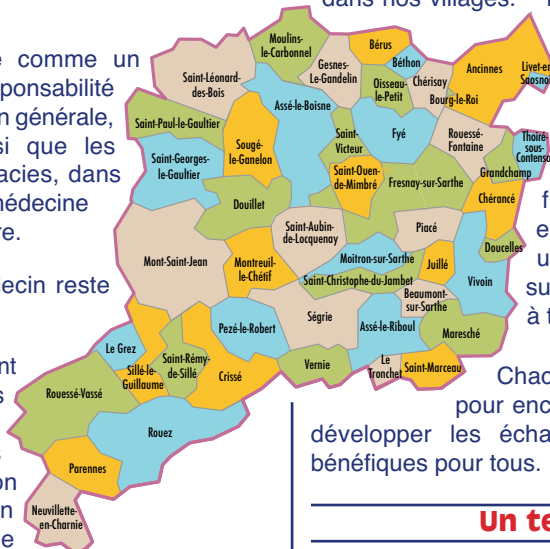 dans nos villages.
comme un
ponsabilité
n générale,
si que les
acies, dans
médecine
re.
decin reste
Moulins-
le-Carbonnel
Bérus
Béthon
Chérisay
Ancinnes
Livet-en
Saosnois
Gesnes-
Le-Gandelin
Oisseau-
le-Petit
Bourg-le-Roi
Saint-Léonard-
des-Bois
Assé-le-Boisne
Saint-Paul-le-Gaultier
Sougé-
le-Ganelon
Saint-
Victeur
Fyé
Rouessé-
Fontaine
Thoiré-
sous-
Contensor
Grandchamp
Saint-Georges-
le-Gaultier
Saint-Ouen-
de-Mimbré
Fresnay-sur-Sarthe
Chérancé
Douillet
Saint-Aubin-
de-Locquenay
Piacé
Doucelles
Mont-Saint-Jean
Montreuil-
le-Chétif
Moitron-sur-Sarthe
Juillé
Vivoin
Saint-Christophe-du-Jambet
Beaumont-
sur-Sarthe
Ségrie
Assé-le-Riboul
Maresché
Pezé-le-Robert
Le Grez
Sillé-le-
Guillaume
Saint-Rémy-
de-Sillé
Crissé
Vernie
Le
Tronchet
Saint-Marceau
Rouessé-Vassé
Rouez
Parennes
Neuvillette-
en-Charnie
Chac
pour enc
développer les écha
bénéfiques pour tous.
Un te